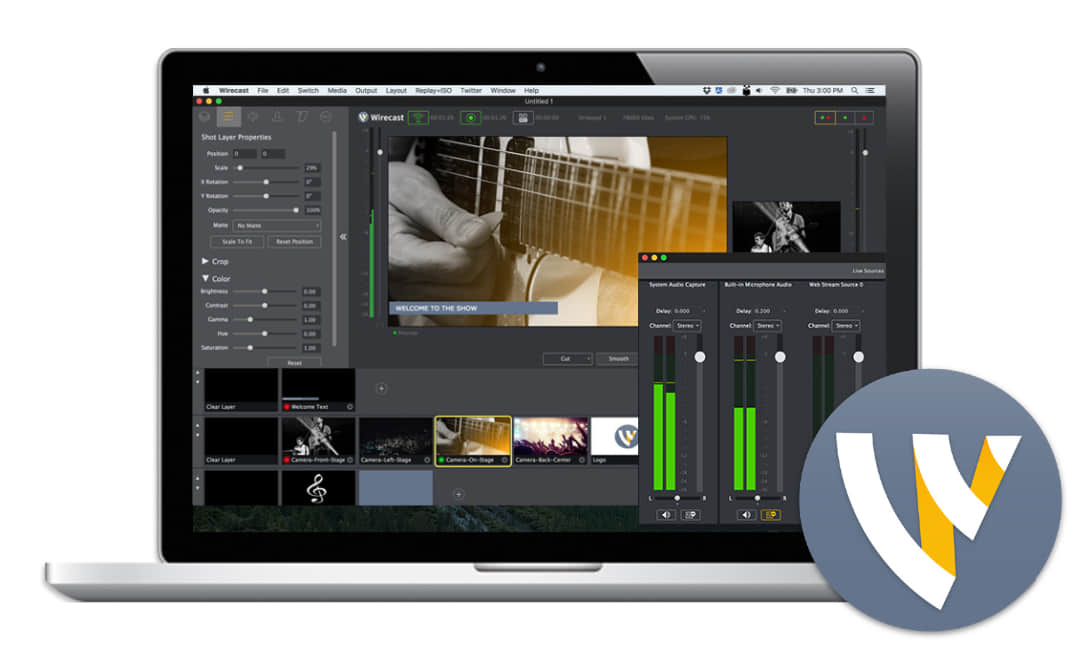 Wirecast File Edit Switch Media Output Layout Replay+ISO Twitter Window Help Thu 3:00 PM
Untitled 1
Wirecast
Shot Layer Properties
Position 0 0
Scale 29%
X Rotation 0°
Y Rotation 0°
Opacity 100%
Matte No Matte
Scale To Fit Reset Position
Crop
Color
Brightness 0.00
Contrast 0.00
Gamma 1.00
Hue 0.00
Saturation 1.00
Reset
WELCOME TO THE SHOW
Preview
Cut Smooth
Live Sources
System Audio Capture Built-in Microphone Audio Web Stream Source 0
Delay: 0.000 Delay: 0.200 Delay: 0.000
Channel: Stereo Channel: Stereo Channel: Stereo
L R L R
Clear Layer Welcome Text
Clear Layer Camera-Front-Stage Camera-Left-Stage Camera-On-Stage Camera-Back-Center Logo